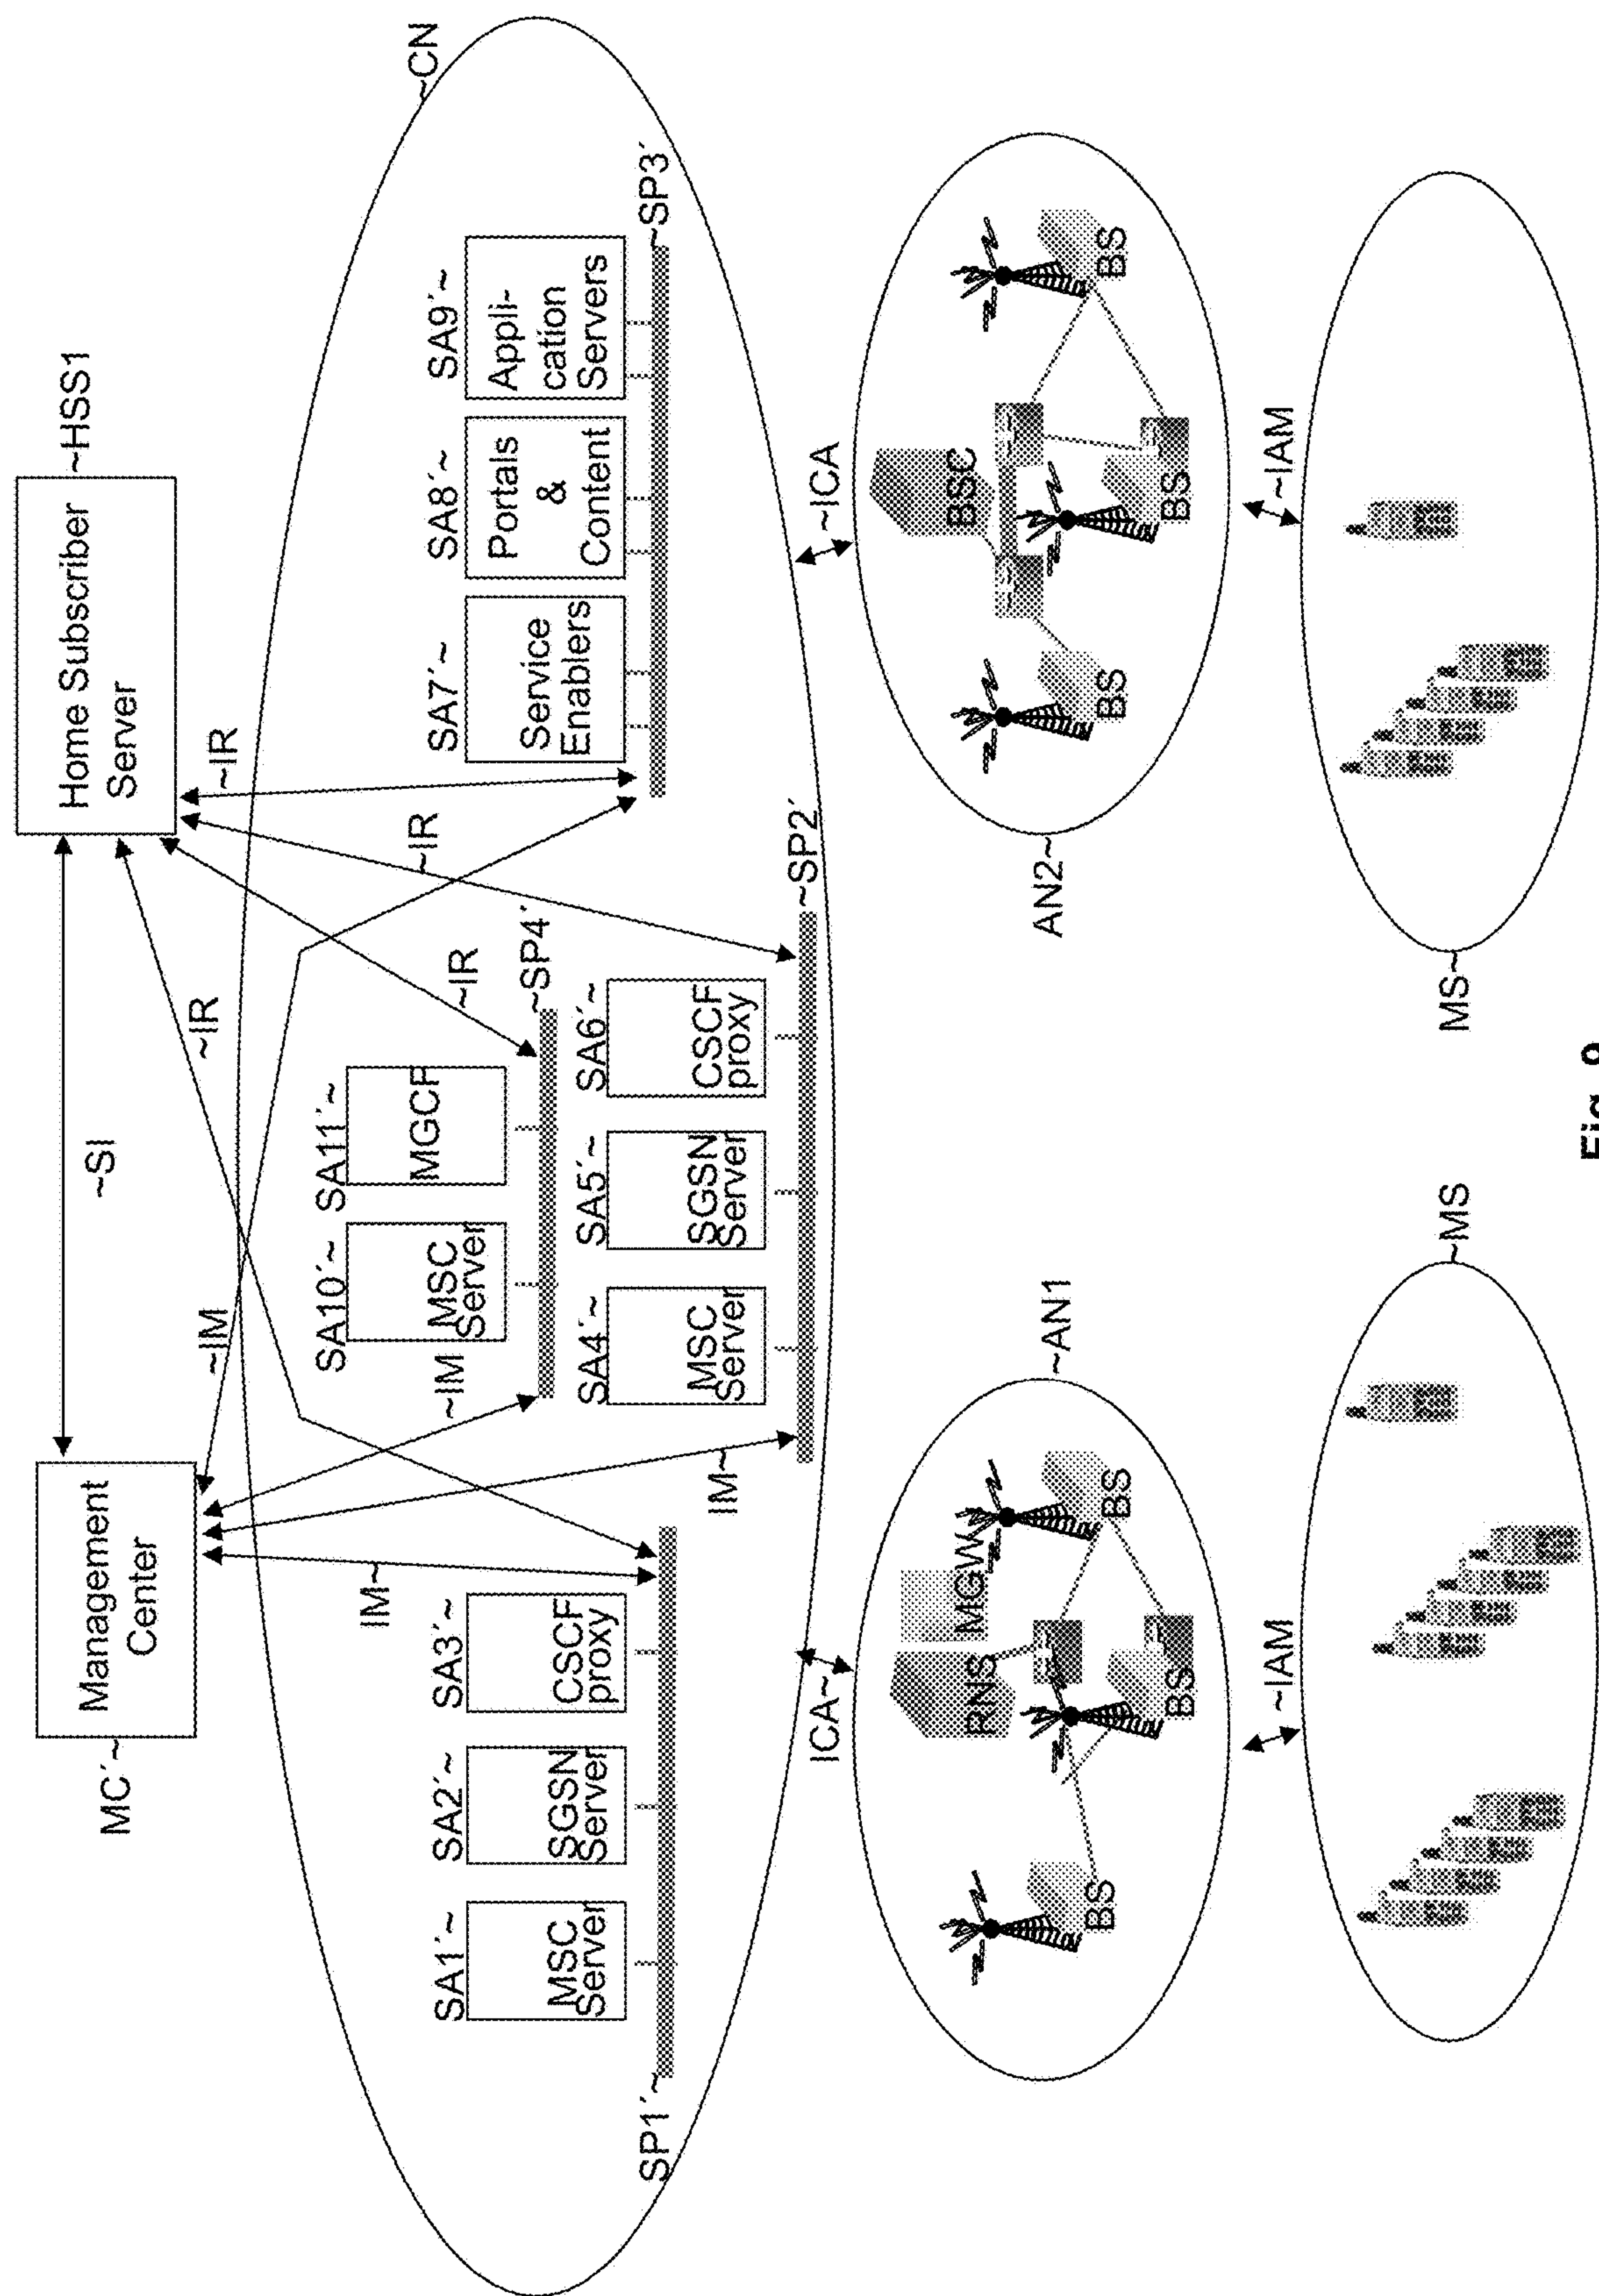 MC´~
Management
Center
~SI
Home Subscriber
Server
~HSS1
~IM
~IR
~IR
~CN
IM~
~IM
~IR
~IR
IM~
SA10´~
MSC
Server
SA11´~
MGCF
~SP4´
SA1´~
MSC
Server
SA2´~
SGSN
Server
SA3´~
CSCF
proxy
SP1´~
SA4´~
MSC
Server
SA5´~
SGSN
Server
SA6´~
CSCF
proxy
~SP2´
SA7´~
Service
Enablers
SA8´~
Portals
&
Content
SA9´~
Appli-
cation
Servers
~SP3´
ICA~
~ICA
~AN1
RNS
MGW
BS
BS
BS
AN2~
BSC
BS
BS
BS
~IAM
~IAM
~MS
MS~
Fig. 9